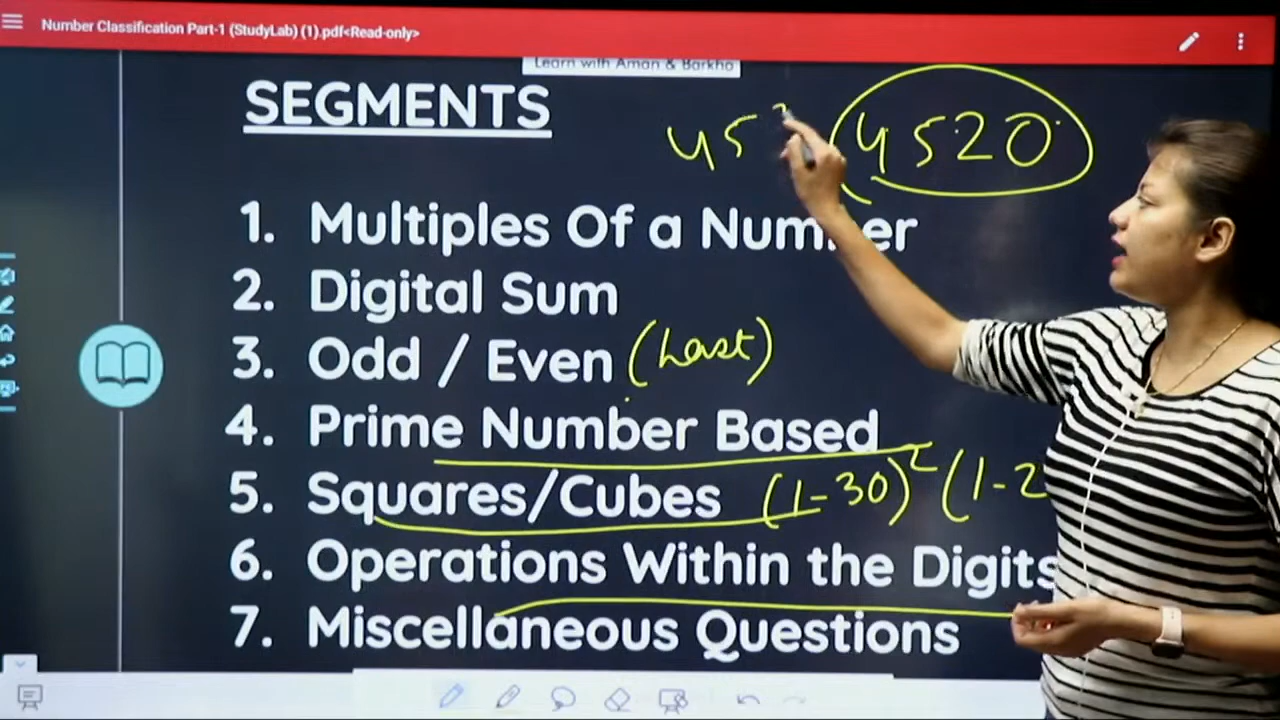 Number Classification Part-1 (StudyLab) (1).pdf<Read-only>
Learn with Aman & Barkha
SEGMENTS
45
4520
1. Multiples Of a Number
2. Digital Sum
3. Odd / Even (Last)
4. Prime Number Based
5. Squares/Cubes (1-30)² (1-2
6. Operations Within the Digits
7. Miscellaneous Questions